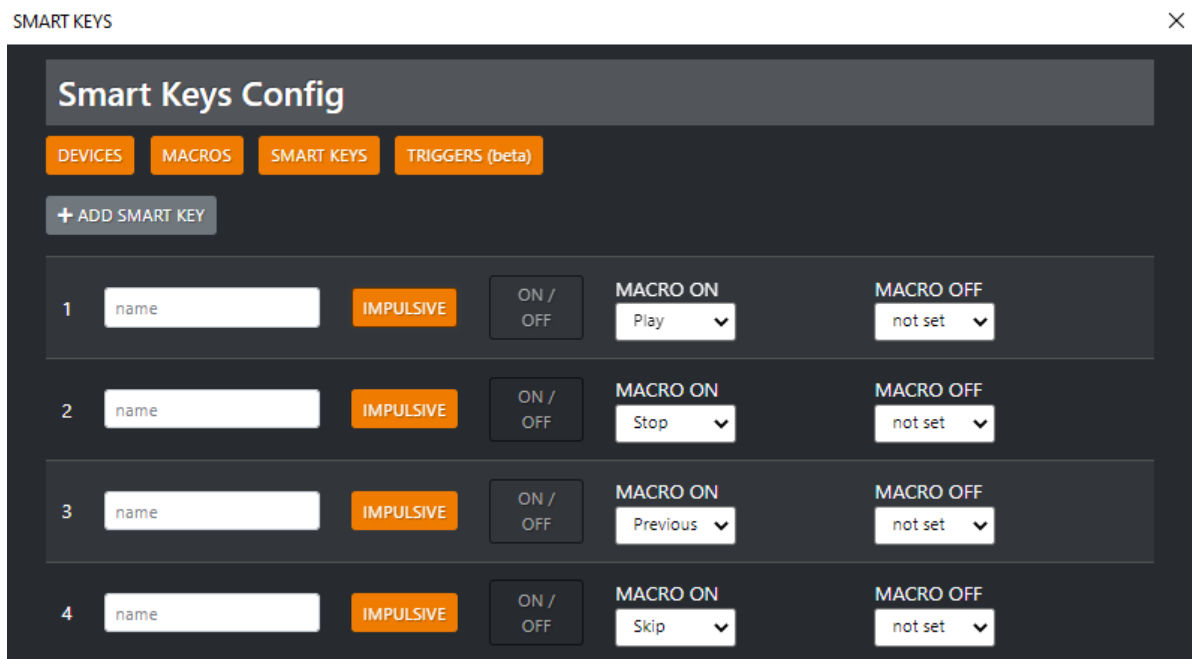 SMART KEYS
Smart Keys Config
DEVICES MACROS SMART KEYS TRIGGERS (beta)
+ ADD SMART KEY
1 name IMPULSIVE ON / OFF MACRO ON Play MACRO OFF not set
2 name IMPULSIVE ON / OFF MACRO ON Stop MACRO OFF not set
3 name IMPULSIVE ON / OFF MACRO ON Previous MACRO OFF not set
4 name IMPULSIVE ON / OFF MACRO ON Skip MACRO OFF not set